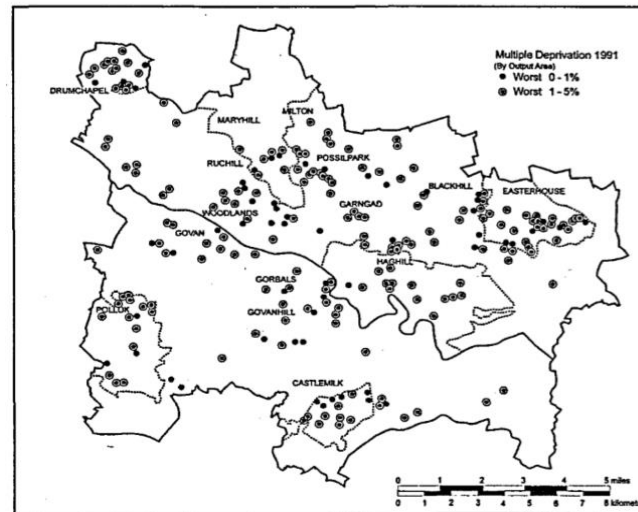 Multiple Deprivation 1991
(By Output Area)
Worst 0 - 1%
Worst 1 - 5%
DRUMCHAPEL
MARYHILL
MILTON
RUCHILL
POSSILPARK
BLACKHILL
EASTERHOUSE
WOODLANDS
GARNGAD
GOVAN
HAGHILL
GORBALS
POLLOK
GOVANHILL
CASTLEMILK
0 1 2 3 4 5 miles
0 1 2 3 4 5 6 7 8 kilomet